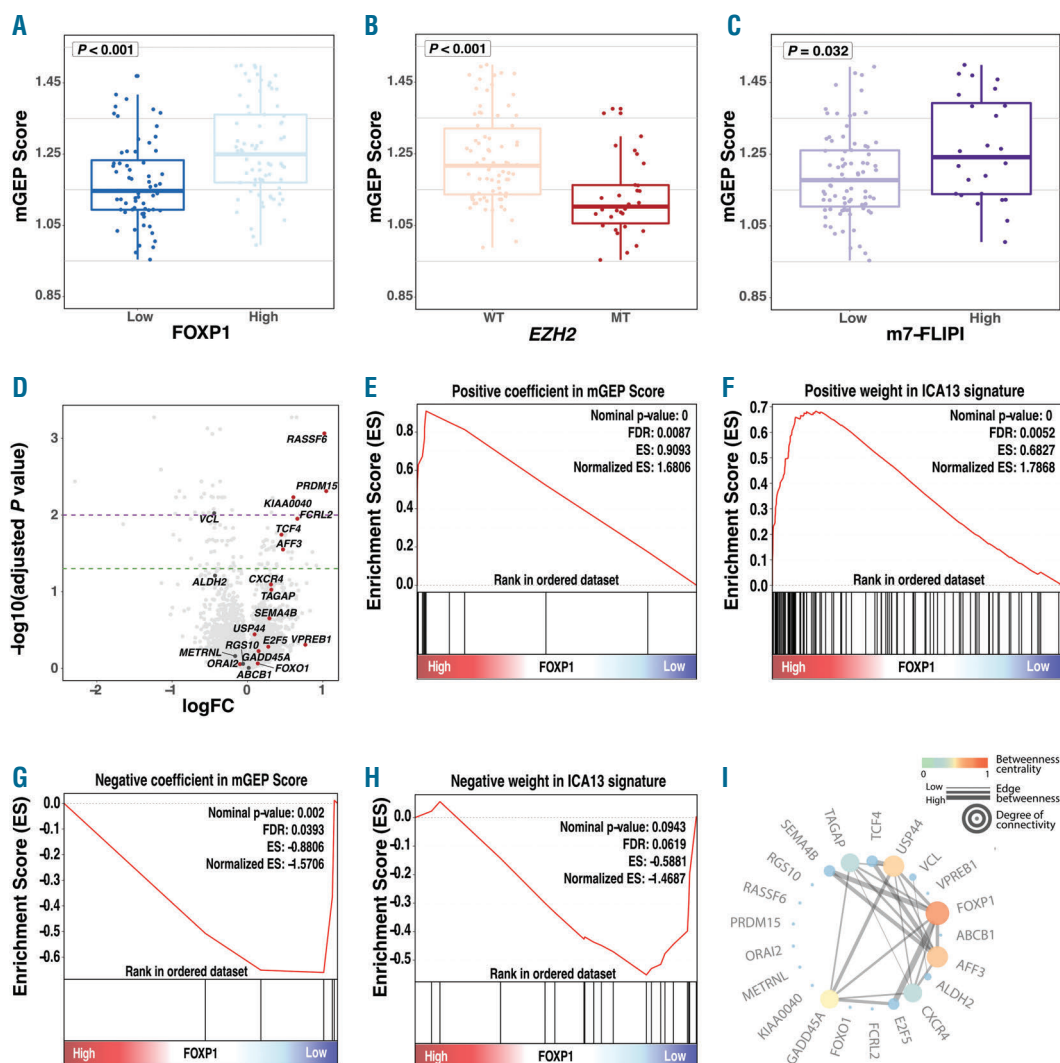 A
P < 0.001
mGEP Score
1.45
1.25
1.05
0.85
Low
High
FOXP1
B
P < 0.001
mGEP Score
1.45
1.25
1.05
0.85
WT
MT
EZH2
C
P = 0.032
mGEP Score
1.45
1.25
1.05
0.85
Low
High
m7-FLIPI
D
-log10(adjusted P value)
3
2
1
0
RASSF6
PRDM15
KIAA0040
FCRL2
VCL
TCF4
AFF3
ALDH2
CXCR4
TAGAP
SEMA4B
USP44
E2F5
VPREB1
RGS10
METRNL
GADD45A
ORAI2
FOXO1
ABCB1
-2
-1
0
1
logFC
E
Positive coefficient in mGEP Score
Enrichment Score (ES)
Nominal p-value: 0
FDR: 0.0087
ES: 0.9093
Normalized ES: 1.6806
0.8
0.6
0.4
0.2
0.0
Rank in ordered dataset
High
FOXP1
Low
F
Positive weight in ICA13 signature
Enrichment Score (ES)
Nominal p-value: 0
FDR: 0.0052
ES: 0.6827
Normalized ES: 1.7868
0.7
0.6
0.5
0.4
0.3
0.2
0.1
0.0
Rank in ordered dataset
High
FOXP1
Low
G
Negative coefficient in mGEP Score
Enrichment Score (ES)
Nominal p-value: 0.002
FDR: 0.0393
ES: -0.8806
Normalized ES: -1.5706
0.0
-0.1
-0.2
-0.3
-0.4
-0.5
-0.6
Rank in ordered dataset
High
FOXP1
Low
H
Negative weight in ICA13 signature
Enrichment Score (ES)
Nominal p-value: 0.0943
FDR: 0.0619
ES: -0.5881
Normalized ES: -1.4687
0.0
-0.1
-0.2
-0.3
-0.4
-0.5
Rank in ordered dataset
High
FOXP1
Low
I
Betweenness
centrality
0
1
Low
High
Edge
betweenness
Degree of
connectivity
TCF4
USP44
VCL
VPREB1
FOXP1
ABCB1
AFF3
ALDH2
CXCR4
E2F5
FCRL2
FOXO1
GADD45A
KIAA0040
METRNL
ORAI2
PRDM15
RASSF6
RGS10
SEMA4B
TAGAP